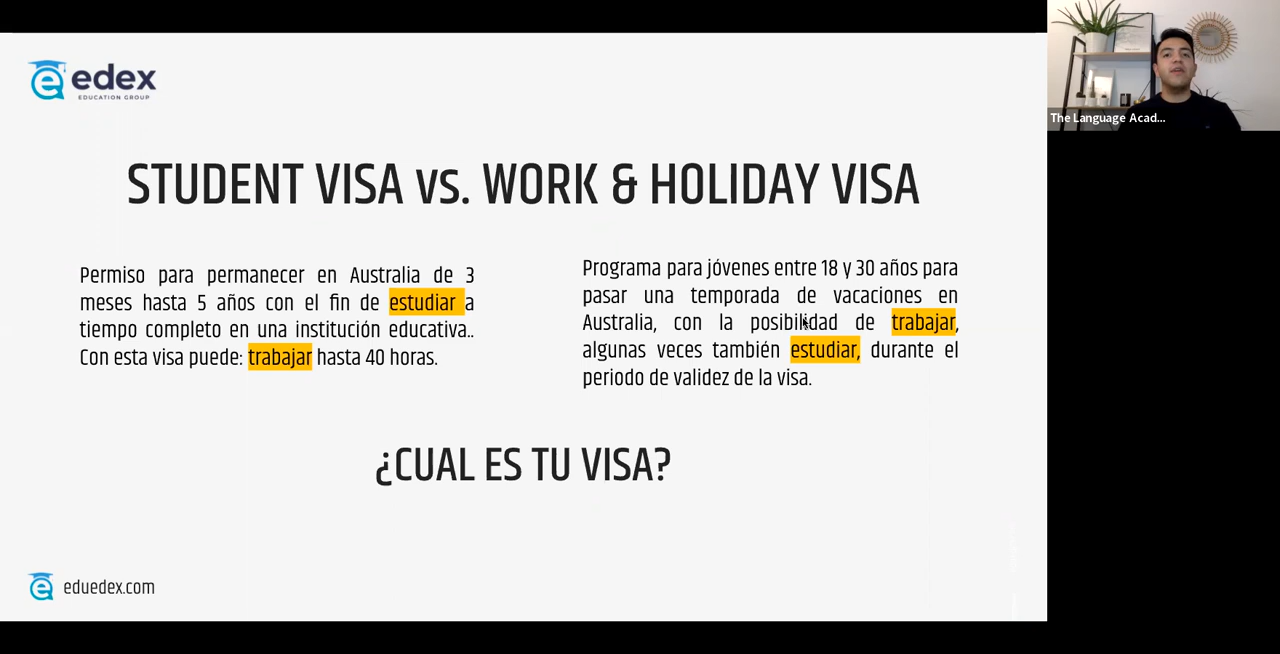 edex
EDUCATION GROUP
The Language Acad...
STUDENT VISA vs. WORK & HOLIDAY VISA
Permiso para permanecer en Australia de 3
meses hasta 5 años con el fin de estudiar a
tiempo completo en una institución educativa..
Con esta visa puede: trabajar hasta 40 horas.
Programa para jóvenes entre 18 y 30 años para
pasar una temporada de vacaciones en
Australia, con la posibilidad de trabajar,
algunas veces también estudiar, durante el
periodo de validez de la visa.
¿CUAL ES TU VISA?
eduedex.com